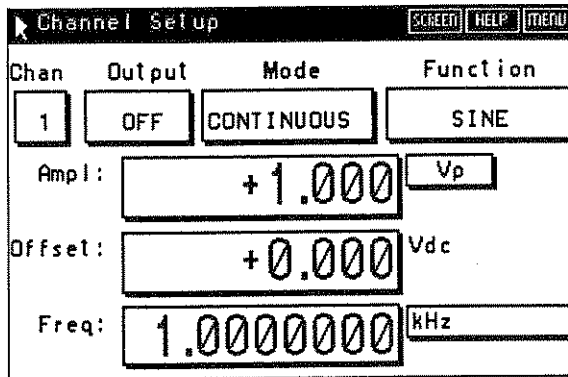 Channel Setup SCREEN HELP MENU
Chan Output Mode Function
1 OFF CONTINUOUS SINE
Ampl: +1.000 Vp
Offset: +0.000 Vdc
Freq: 1.0000000 kHz